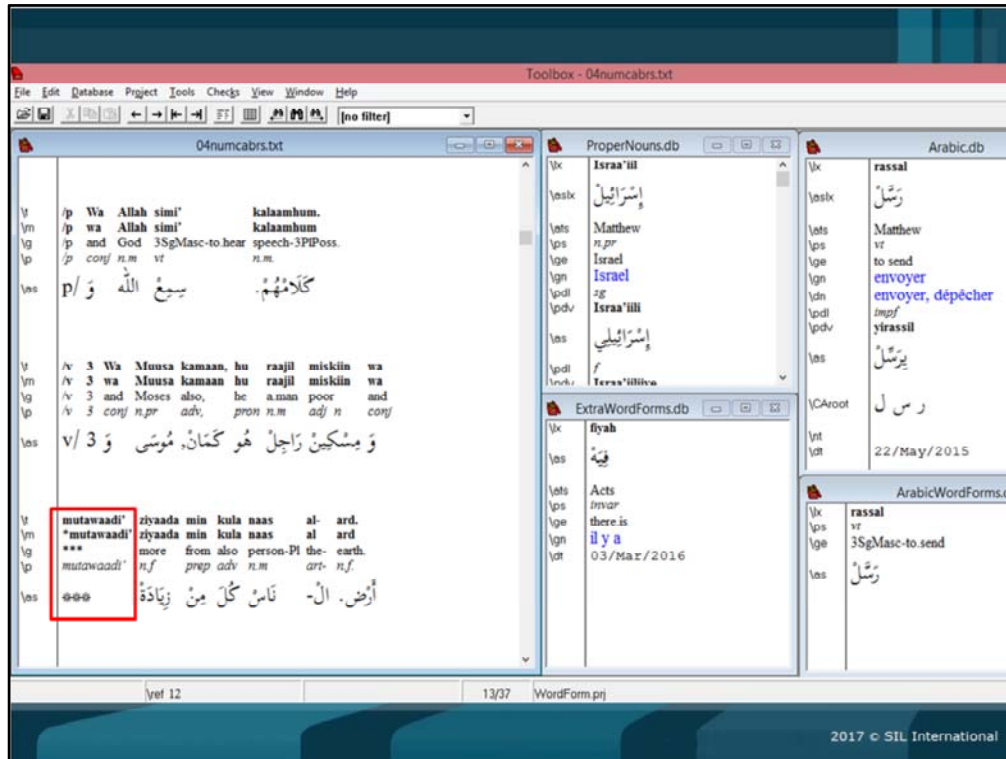 Toolbox - 04numcabrs.txt
File Edit Database Project Tools Checks View Window Help
[no filter]
04numcabrs.txt
\t /p Wa Allah simi' kalaamhum.
\m /p wa Allah simi' kalaamhum
\g /p and God 3SgMasc-to.hear speech-3PlPoss.
\p /p conj n.m vt n.m.
\as p/ وَ اللّٰه سِمِعْ كَلَامْهُمْ.
\t /v 3 Wa Muusa kamaan, hu raajil miskiin wa
\m /v 3 wa Muusa kamaan hu raajil miskiin wa
\g /v 3 and Moses also, he a.man poor and
\p /v 3 conj n.pr adv, pron n.m adj n conj
\as v/ 3 وَ مُوسَى كَمَانْ, هُو رَاجِلْ مِسْكِينْ وَ
\t mutawaadi' ziyaada min kula naas al- ard.
\m *mutawaadi' ziyaada min kula naas al ard
\g *** more from also person-Pl the- earth.
\p mutawaadi' n.f prep adv n.m art- n.f.
\as *** زِيَادَةْ مِنْ كُلَ نَاسْ الْ- أَرْض.
\ref 12 13/37 WordForm.prj
ProperNouns.db
\lx Israa'iil
\aslx إِسْرَائِيلْ
\ats Matthew
\ps n.pr
\ge Israel
\gn Israel
\pdl sg
\pdv Israa'iili
\as إِسْرَائِيلِي
\pdl f
\pdv Israa'iiliiye
ExtraWordForms.db
\lx fiyah
\as فِيَهْ
\ats Acts
\ps invar
\ge there.is
\gn il y a
\dt 03/Mar/2016
Arabic.db
\lx rassal
\aslx رَسَّلْ
\ats Matthew
\ps vt
\ge to send
\gn envoyer
\dn envoyer, dépêcher
\pdl impf
\pdv yirassil
\as يِرَسِّلْ
\CAroot ر س ل
\nt
\dt 22/May/2015
ArabicWordForms.
\lx rassal
\ps vt
\ge 3SgMasc-to.send
\as رَسَّلْ
2017 © SIL International